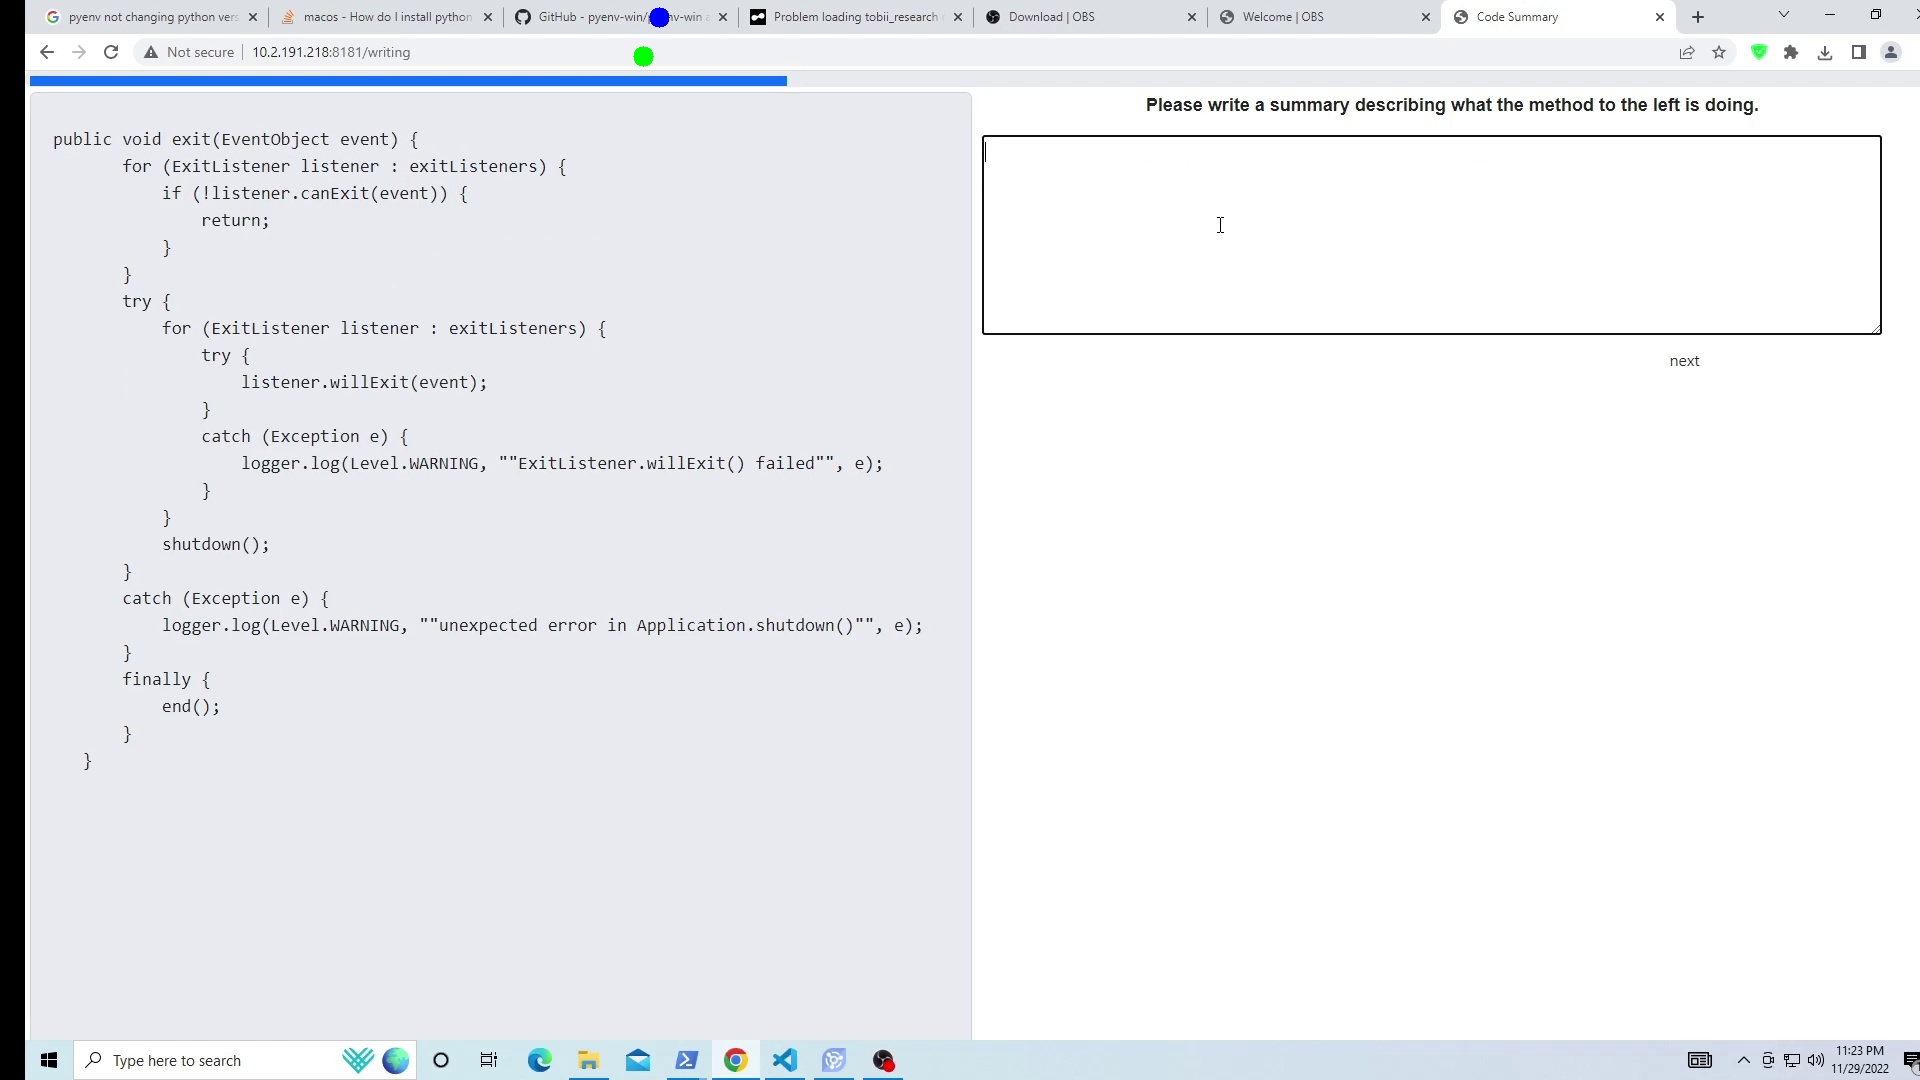 pyenv not changing python vers
macos - How do I install python
GitHub - pyenv-win/
nv-win
Problem loading tobii_research
Download | OBS
Welcome | OBS
Code Summary
Not secure 10.2.191.218:8181/writing
public void exit(EventObject event) {
for (ExitListener listener : exitListeners) {
if (!listener.canExit(event)) {
return;
}
}
try {
for (ExitListener listener : exitListeners) {
try {
listener.willExit(event);
}
catch (Exception e) {
logger.log(Level.WARNING, ""ExitListener.willExit() failed"", e);
}
}
shutdown();
}
catch (Exception e) {
logger.log(Level.WARNING, ""unexpected error in Application.shutdown()"", e);
}
finally {
end();
}
}
Please write a summary describing what the method to the left is doing.
next
Type here to search
11:23 PM
11/29/2022